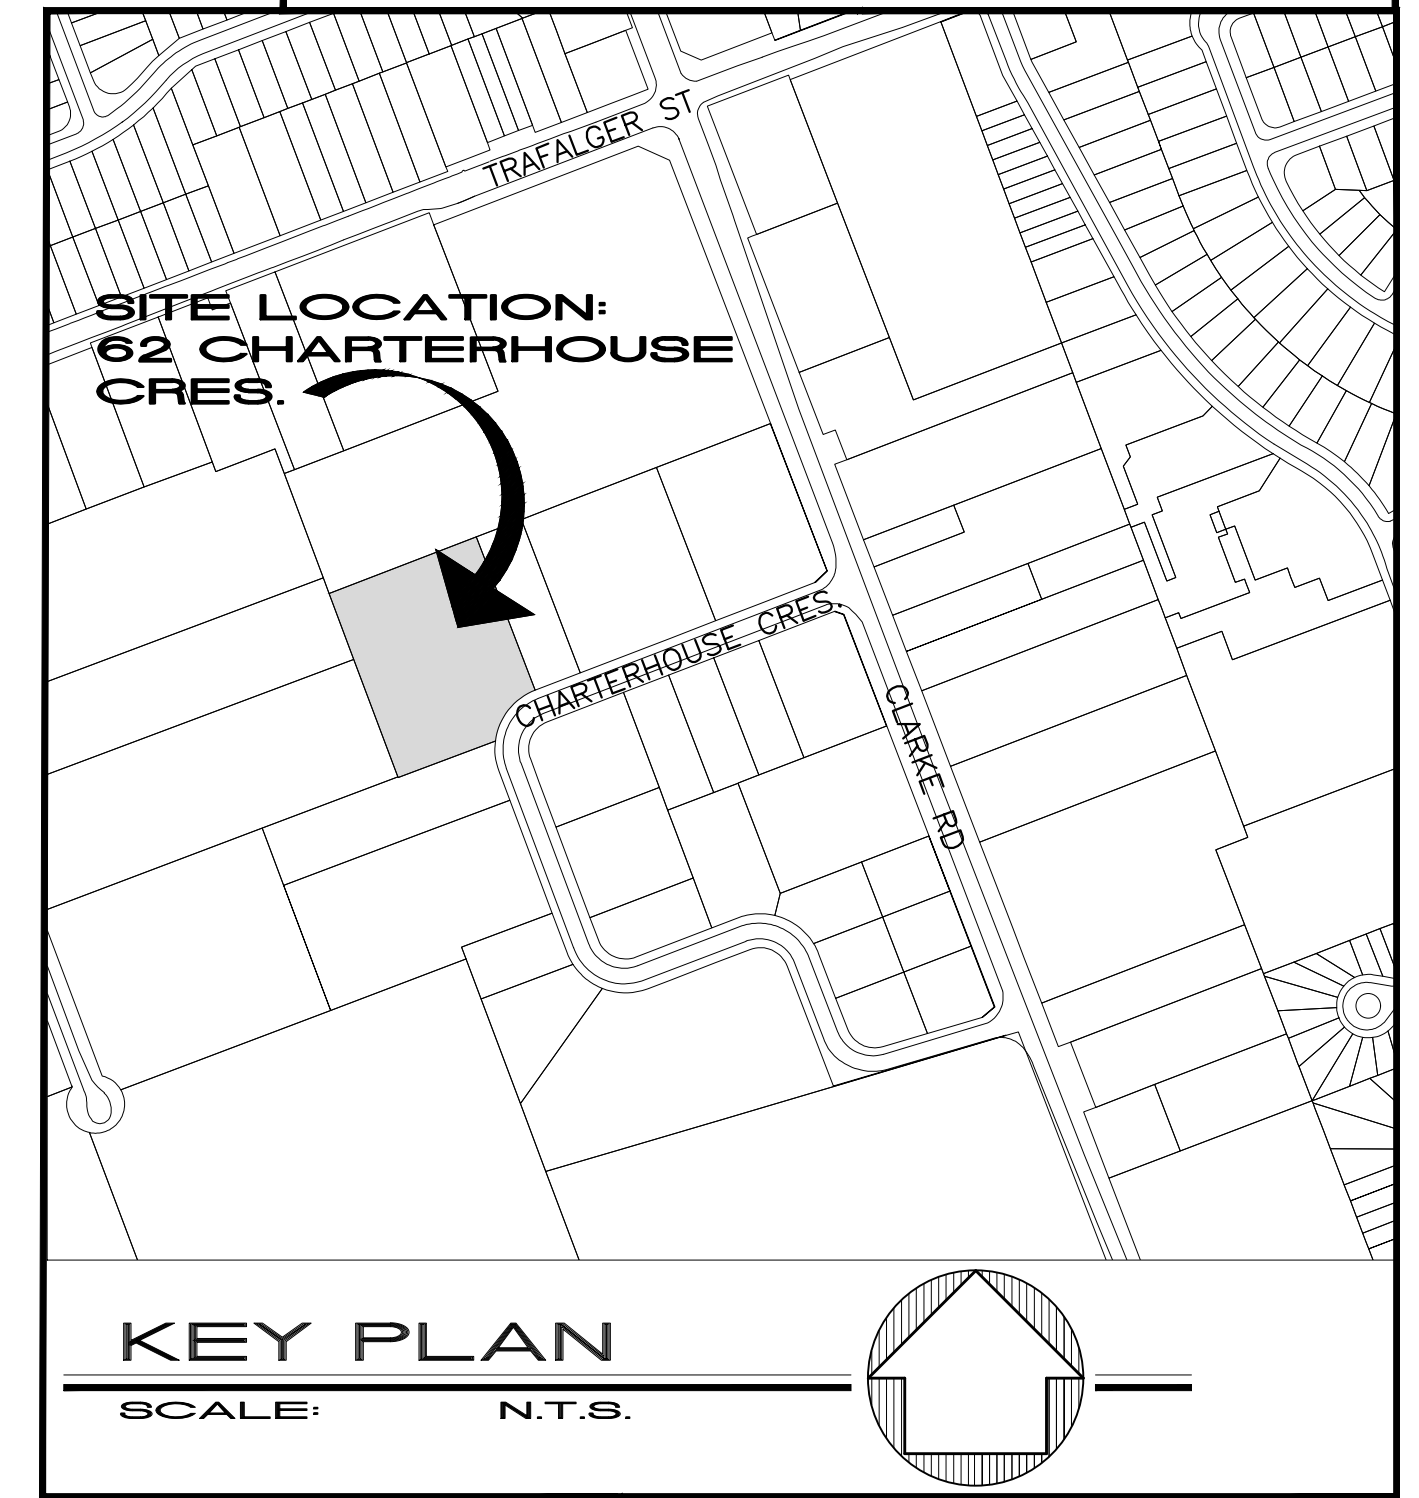 TRAFALGER ST
SITE LOCATION:
62 CHARTERHOUSE
CRES.
CHARTERHOUSE CRES.
CLARKE RD
KEY PLAN
SCALE: N.T.S.